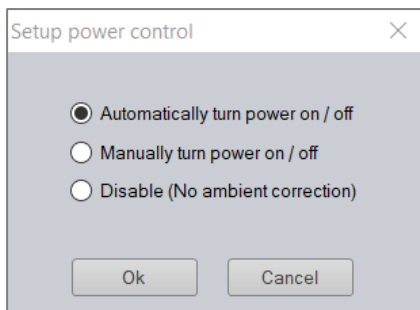 Setup power control
Automatically turn power on / off
Manually turn power on / off
Disable (No ambient correction)
Ok
Cancel